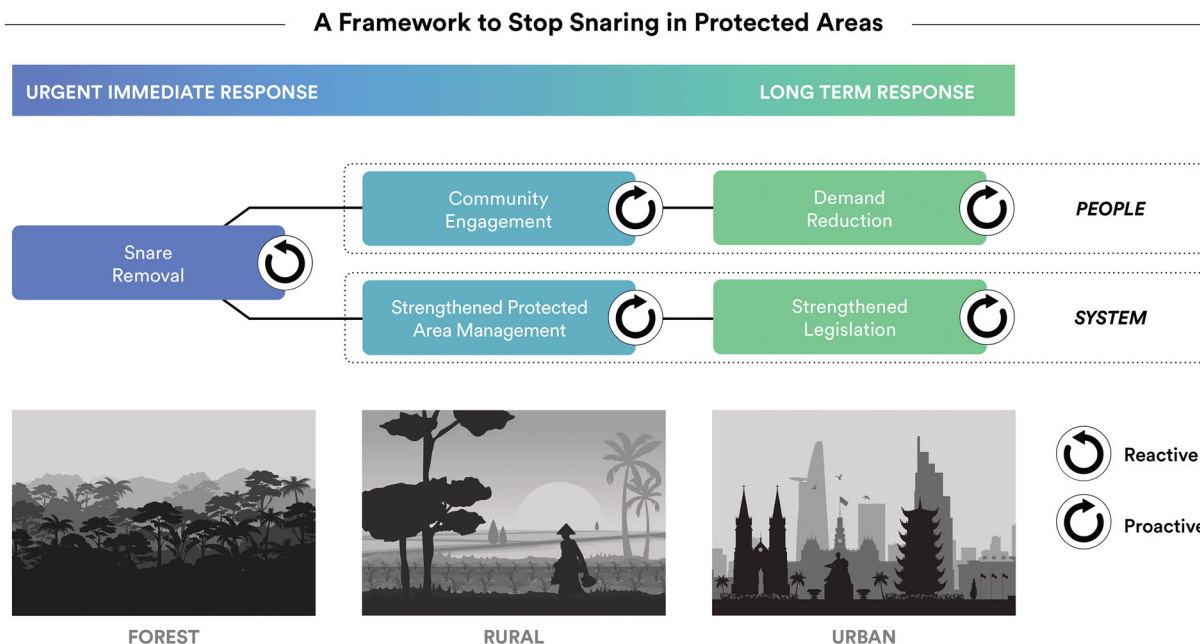 A Framework to Stop Snaring in Protected Areas
URGENT IMMEDIATE RESPONSE
LONG TERM RESPONSE
Community
Engagement
Demand
Reduction
PEOPLE
Snare
Removal
Strengthened Protected
Area Management
Strengthened
Legislation
SYSTEM
Reactive
Proactive
FOREST
RURAL
URBAN